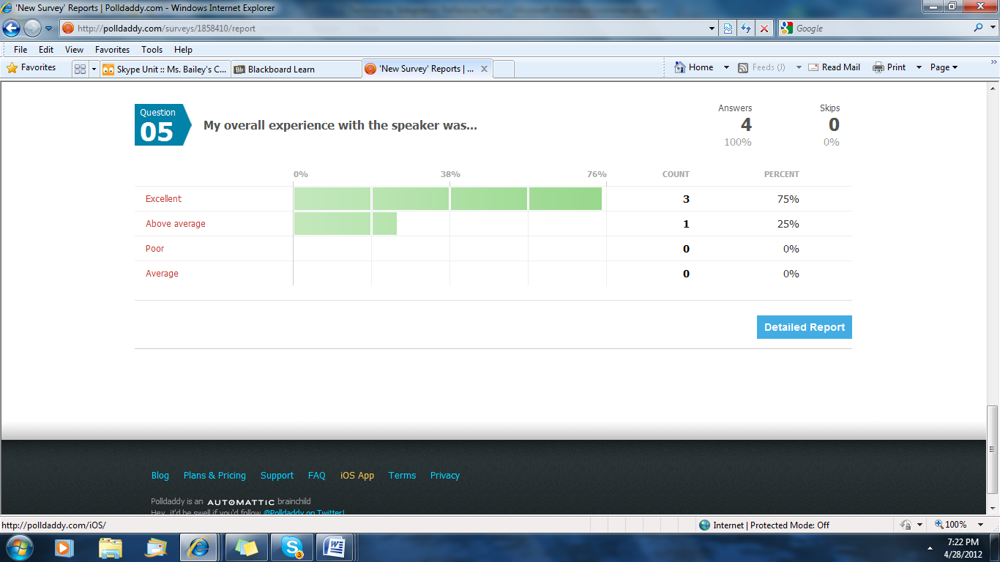 'New Survey' Reports | PollDaddy.com - Windows Internet Explorer
http://polldaddy.com/surveys/1858410/report
Google
File Edit View Favorites Tools Help
Favorites Skype Unit :: Ms. Bailey's C... Bb Blackboard Learn 'New Survey' Reports | ... Home Feeds (J) Read Mail Print Page »
Question
05
My overall experience with the speaker was...
Answers Skips
4 0
100% 0%
0% 38% 76% COUNT PERCENT
Excellent 3 75%
Above average 1 25%
Poor 0 0%
Average 0 0%
Detailed Report
Blog Plans & Pricing Support FAQ iOS App Terms Privacy
Polldaddy is an AUTOMATTIC brainchild
Hey, it'd be swell if you'd follow @Polldaddy on Twitter!
http://polldaddy.com/iOS/ Internet | Protected Mode: Off 100%
S 3 W 7:22 PM
4/28/2012